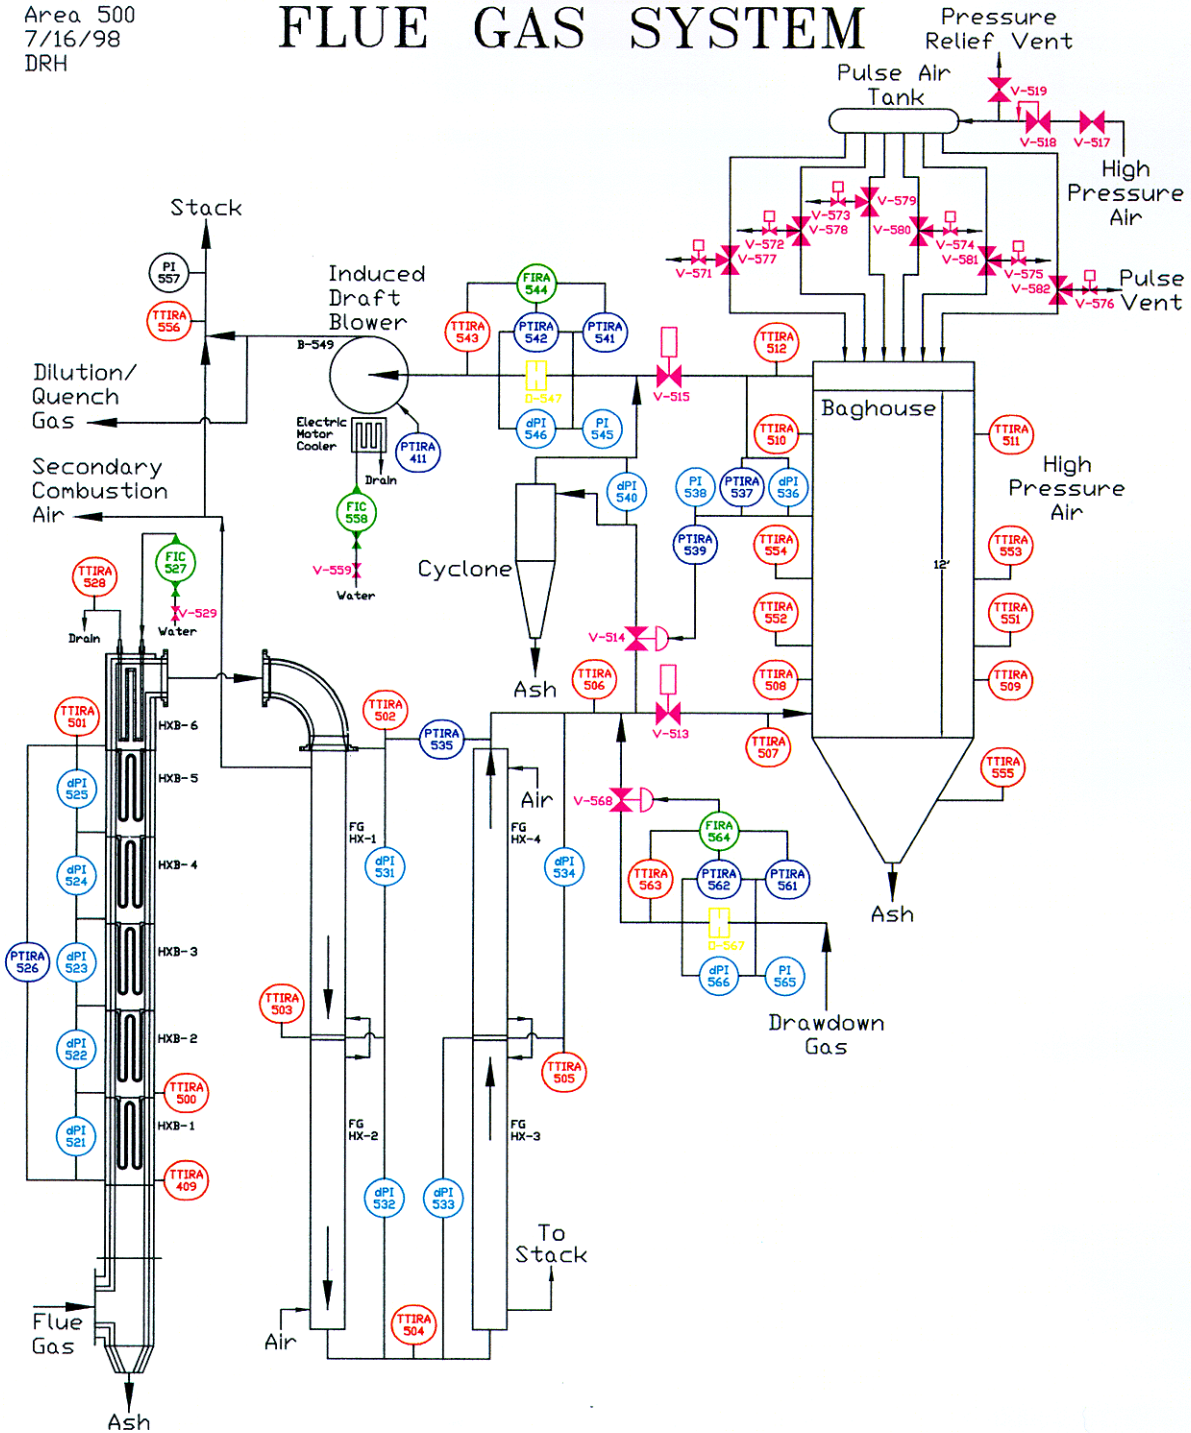 Area 500
7/16/98
DRH
FLUE GAS SYSTEM
Pressure
Relief Vent
Pulse Air
Tank
V-519
V-518
V-517
High
Pressure
Air
V-579
V-573
V-578
V-572
V-577
V-571
V-580
V-574
V-581
V-575
V-582
V-576
Pulse
Vent
Stack
PI
557
TTIRA
556
Induced
Draft
Blower
B-549
FIRA
544
TTIRA
543
PTIRA
542
PTIRA
541
D-547
dPI
546
PI
545
V-515
TTIRA
512
Baghouse
TTIRA
510
TTIRA
511
High
Pressure
Air
Dilution/
Quench
Gas
Electric
Motor
Cooler
PTIRA
411
Drain
Secondary
Combustion
Air
FIC
558
V-559
Water
dPI
540
PI
538
PTIRA
537
dPI
536
PTIRA
539
Cyclone
Ash
V-514
TTIRA
554
TTIRA
553
12'
TTIRA
552
TTIRA
551
TTIRA
508
TTIRA
509
TTIRA
528
FIC
527
V-529
Drain
Water
TTIRA
501
HXB-6
HXB-5
HXB-4
HXB-3
HXB-2
HXB-1
dPI
525
dPI
524
dPI
523
dPI
522
dPI
521
PTIRA
526
TTIRA
500
TTIRA
409
Flue
Gas
Ash
TTIRA
502
PTIRA
535
TTIRA
506
V-513
TTIRA
507
TTIRA
555
Ash
FG
HX-1
dPI
531
Air
FG
HX-4
dPI
534
V-568
FIRA
564
TTIRA
563
PTIRA
562
PTIRA
561
D-567
dPI
566
PI
565
Drawdown
Gas
TTIRA
503
TTIRA
505
FG
HX-2
FG
HX-3
dPI
532
dPI
533
To
Stack
Air
TTIRA
504